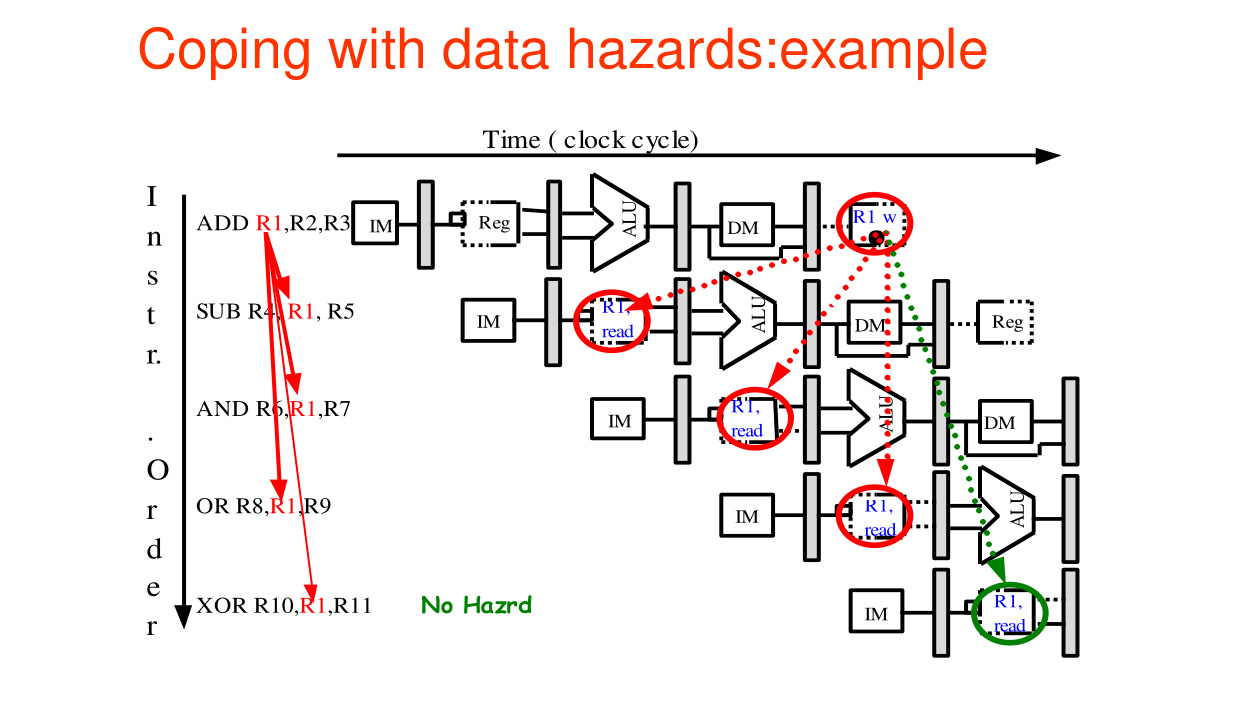 Coping with data hazards:example
Time ( clock cycle)
Instr. Order
ADD R1,R2,R3
IM
Reg
ALU
DM
R1 w
SUB R4, R1, R5
IM
R1,
read
ALU
DM
Reg
AND R6,R1,R7
IM
R1,
read
ALU
DM
OR R8,R1,R9
IM
R1,
read
ALU
XOR R10,R1,R11
No Hazrd
IM
R1,
read